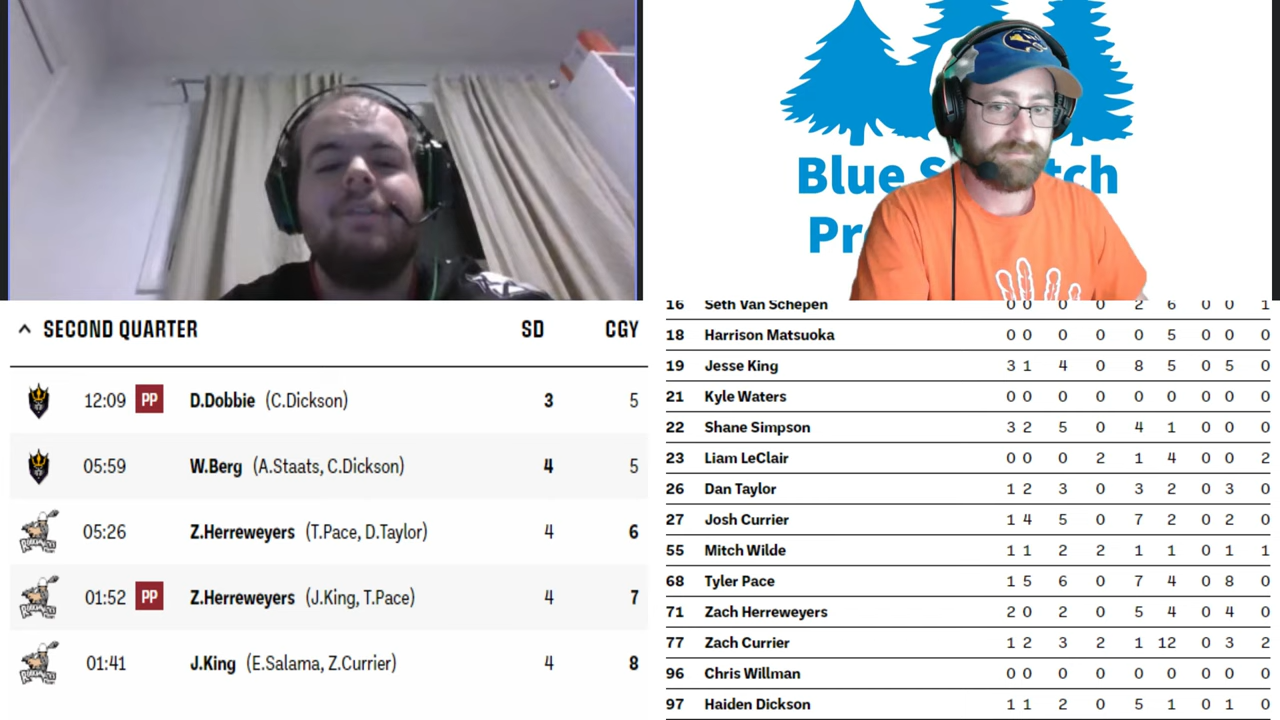 Blue S tch
Pr
SECOND QUARTER SD CGY
12:09 PP D.Dobbie (C.Dickson) 3 5
05:59 W.Berg (A.Staats, C.Dickson) 4 5
05:26 Z.Herreweyers (T.Pace, D.Taylor) 4 6
01:52 PP Z.Herreweyers (J.King, T.Pace) 4 7
01:41 J.King (E.Salama, Z.Currier) 4 8
16 Seth Van Schepen 0 0 0 0 2 6 0 0 1
18 Harrison Matsuoka 0 0 0 0 0 5 0 0 0
19 Jesse King 3 1 4 0 8 5 0 5 0
21 Kyle Waters 0 0 0 0 0 0 0 0 0
22 Shane Simpson 3 2 5 0 4 1 0 0 0
23 Liam LeClair 0 0 0 2 1 4 0 0 2
26 Dan Taylor 1 2 3 0 3 2 0 3 0
27 Josh Currier 1 4 5 0 7 2 0 2 0
55 Mitch Wilde 1 1 2 2 1 1 0 1 1
68 Tyler Pace 1 5 6 0 7 4 0 8 0
71 Zach Herreweyers 2 0 2 0 5 4 0 4 0
77 Zach Currier 1 2 3 2 1 12 0 3 2
96 Chris Willman 0 0 0 0 0 0 0 0 0
97 Haiden Dickson 1 1 2 0 5 1 0 1 0